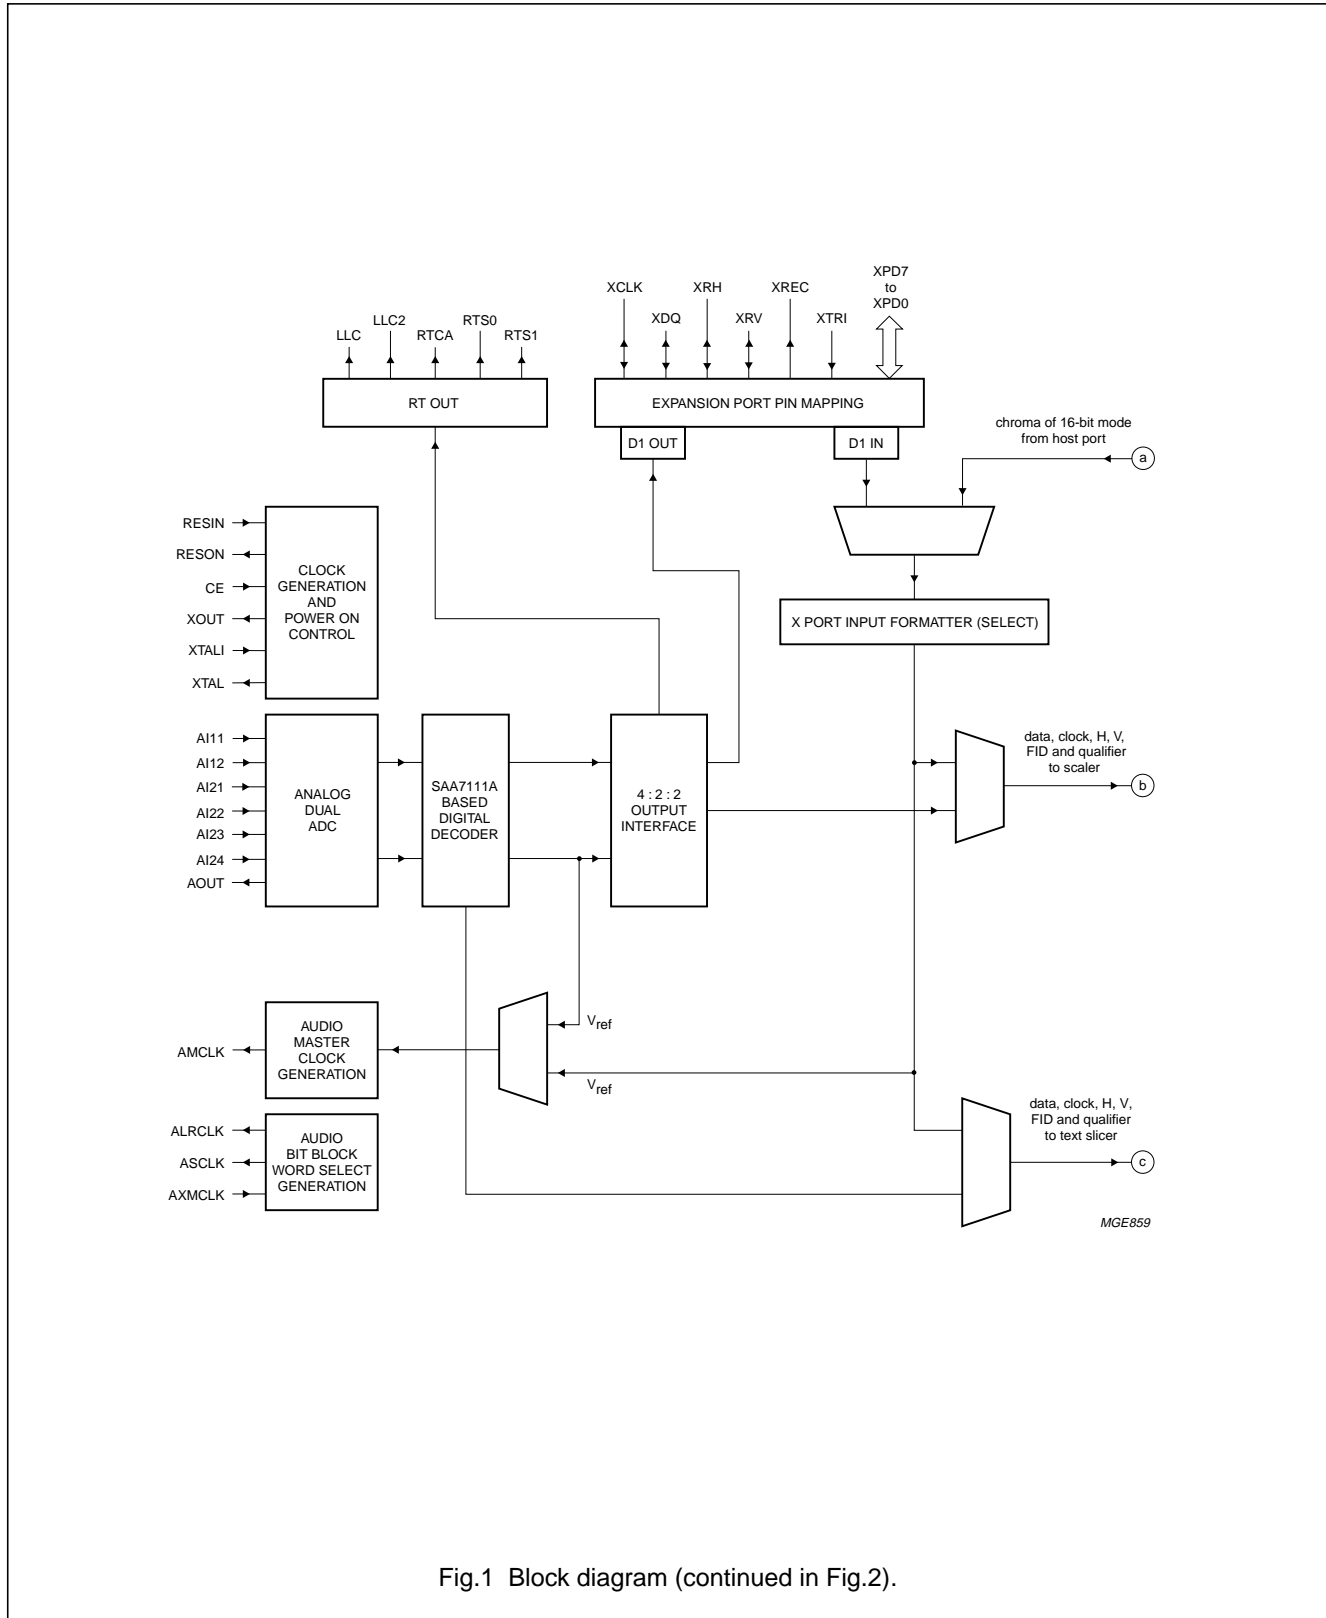 XCLK
XRH
XREC
XPD7
to
XPD0
XDQ
XRV
XTRI
LLC
LLC2
RTCA
RTS0
RTS1
RT OUT
EXPANSION PORT PIN MAPPING
D1 OUT
D1 IN
chroma of 16-bit mode
from host port
a
RESIN
RESON
CE
XOUT
XTALI
XTAL
CLOCK
GENERATION
AND
POWER ON
CONTROL
X PORT INPUT FORMATTER (SELECT)
AI11
AI12
AI21
AI22
AI23
AI24
AOUT
ANALOG
DUAL
ADC
SAA7111A
BASED
DIGITAL
DECODER
4 : 2 : 2
OUTPUT
INTERFACE
data, clock, H, V,
FID and qualifier
to scaler
b
AMCLK
AUDIO
MASTER
CLOCK
GENERATION
Vref
Vref
ALRCLK
ASCLK
AXMCLK
AUDIO
BIT BLOCK
WORD SELECT
GENERATION
data, clock, H, V,
FID and qualifier
to text slicer
c
MGE859
Fig.1 Block diagram (continued in Fig.2).